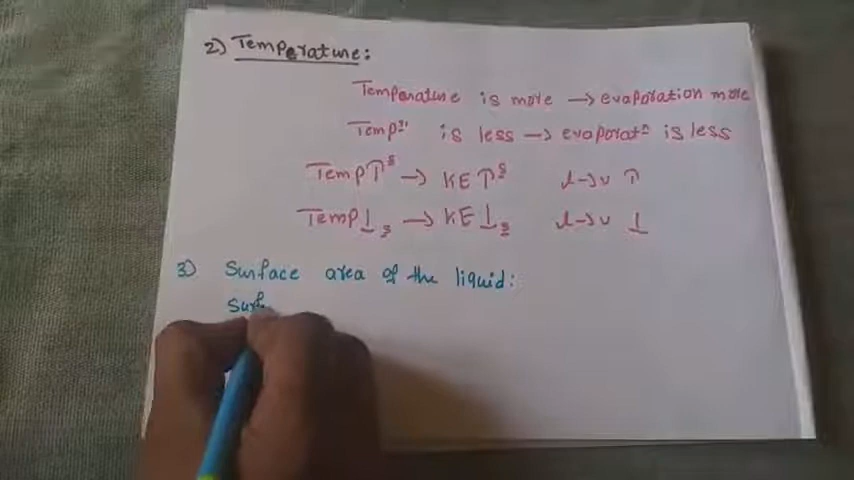 2) Temperature:
Temperature is more → evaporation more
Tempr is less → evaporatn is less
Temp↑s → KE↑s l→v ↑
Temp↓s → KE↓s l→v ↓
3) Surface area of the liquid:
Surf